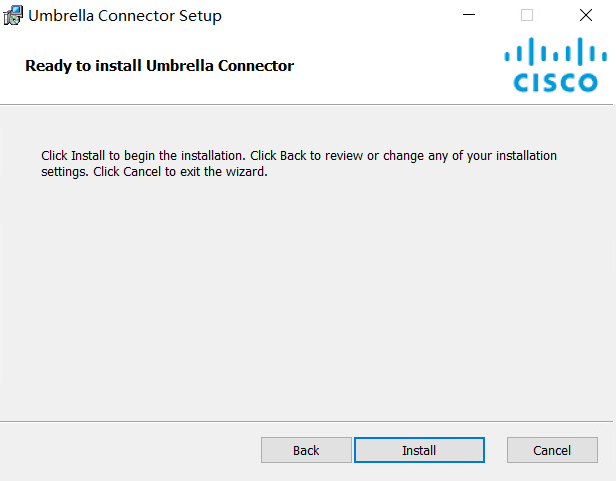 Umbrella Connector Setup
Ready to install Umbrella Connector
CISCO
Click Install to begin the installation. Click Back to review or change any of your installation
settings. Click Cancel to exit the wizard.
Back
Install
Cancel